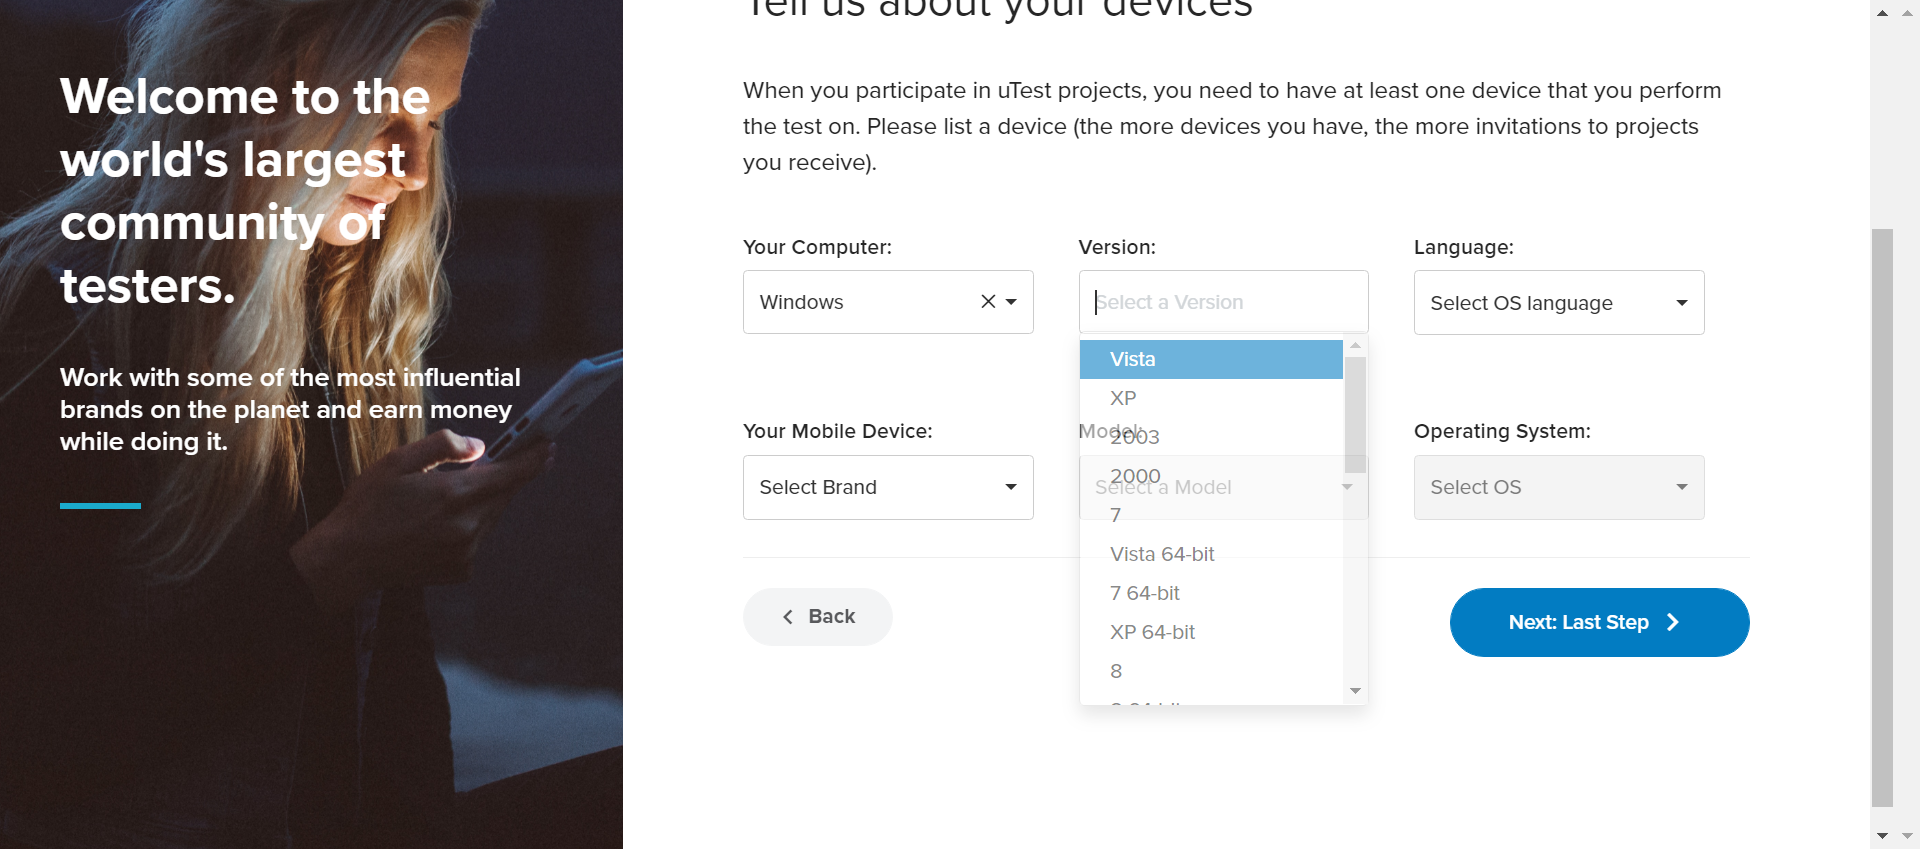 Welcome to the
world's largest
community of
testers.
Work with some of the most influential
brands on the planet and earn money
while doing it.
Tell us about your devices
When you participate in uTest projects, you need to have at least one device that you perform
the test on. Please list a device (the more devices you have, the more invitations to projects
you receive).
Your Computer:
Windows
Version:
Select a Version
Language:
Select OS language
Vista
XP
2003
2000
7
Vista 64-bit
7 64-bit
XP 64-bit
8
Your Mobile Device:
Select Brand
Model:
Select a Model
Operating System:
Select OS
Back
Next: Last Step